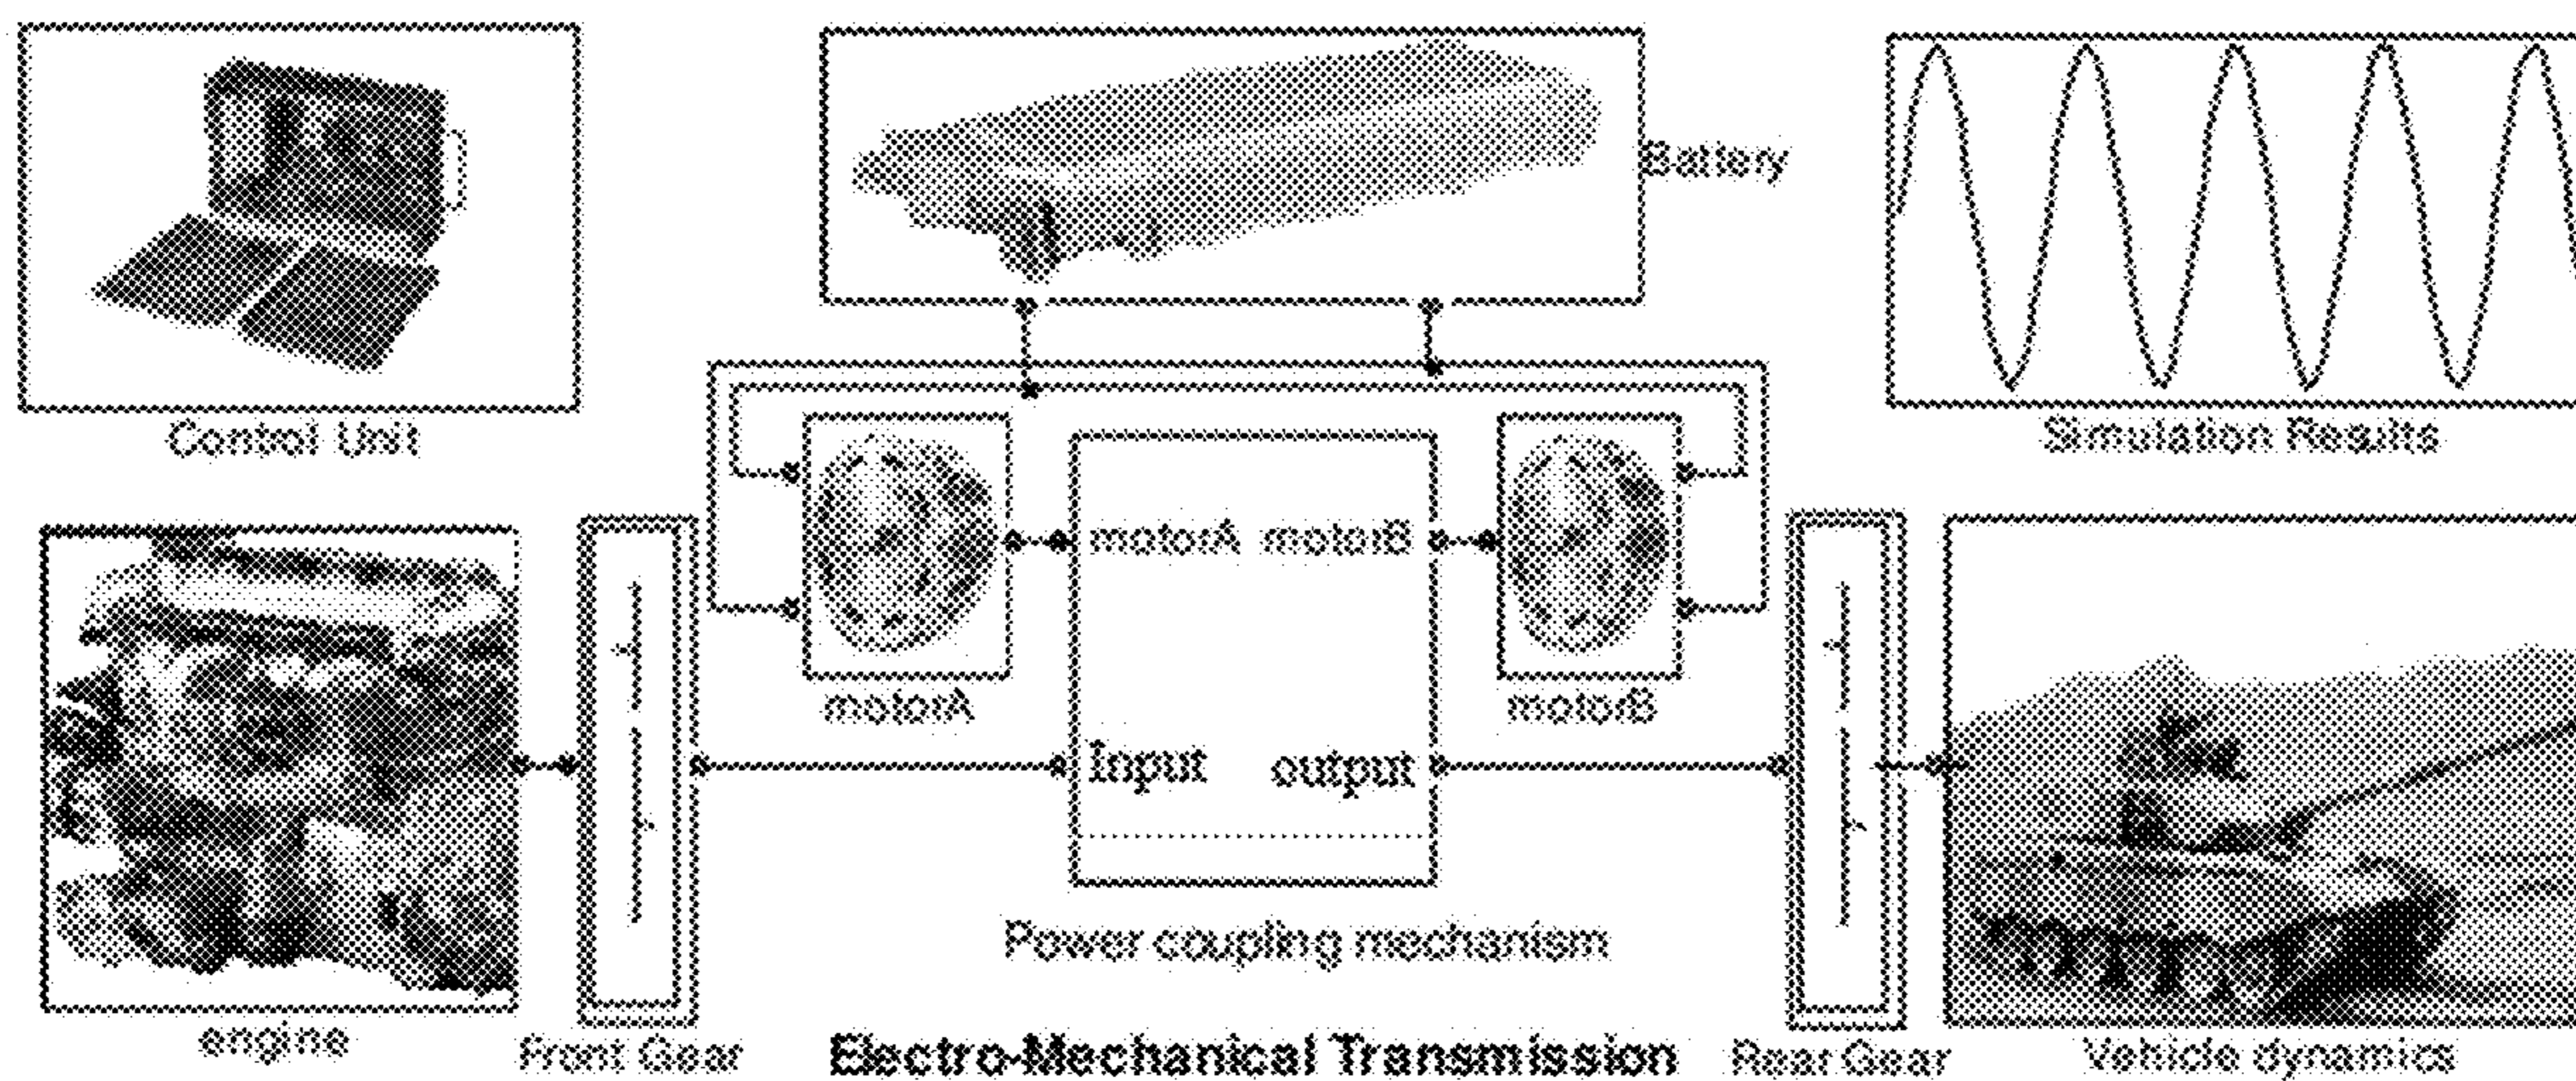 Battery
Control Unit
Simulation Results
motorA motorB
motorA
motorB
Input output
Power coupling mechanism
engine
Front Gear
Electro-Mechanical Transmission
Rear Gear
Vehicle dynamics